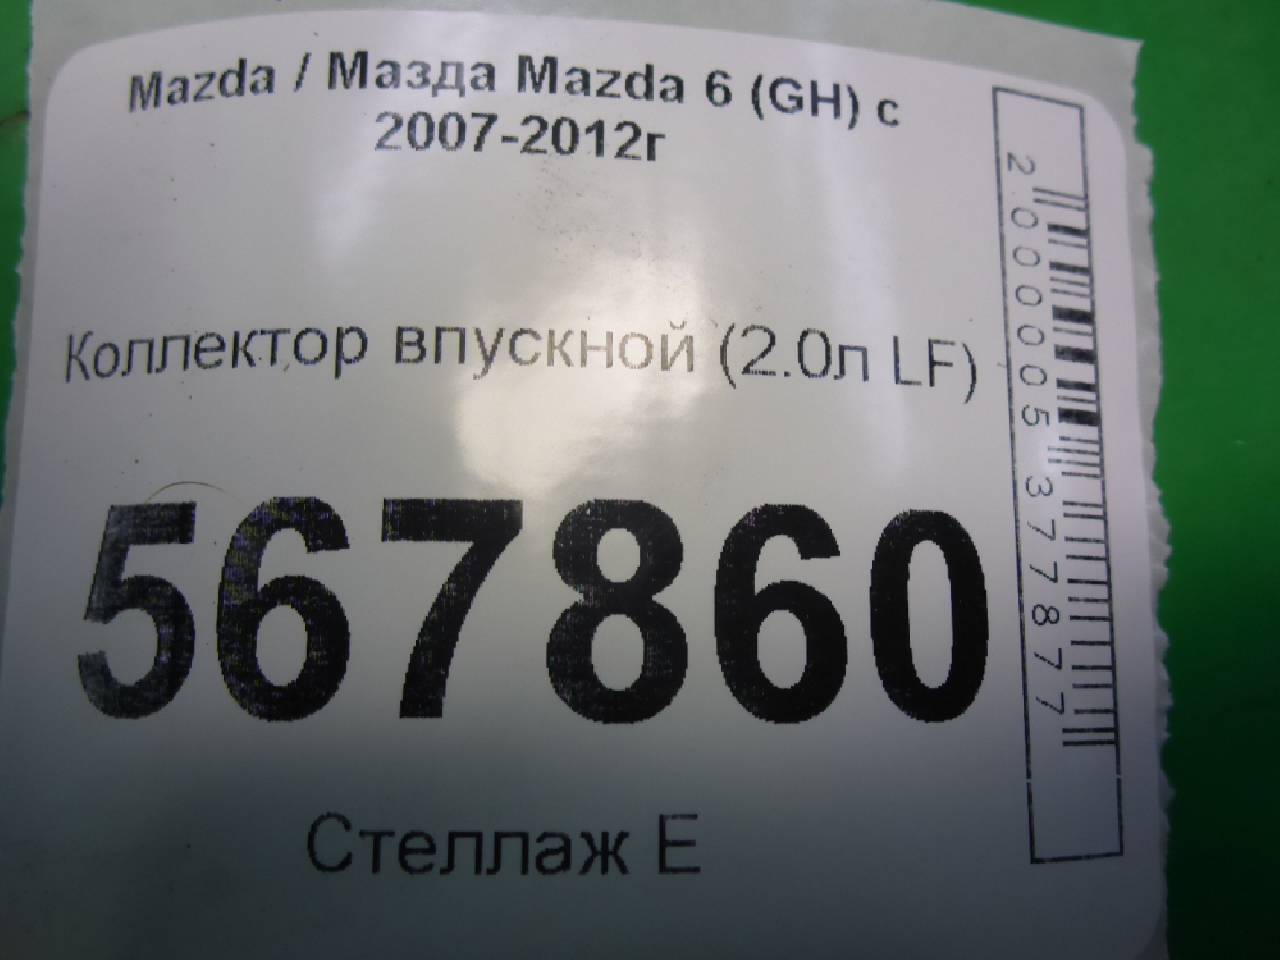 Mazda / Мазда Mazda 6 (GH) с
2007-2012г
Коллектор впускной (2.0л LF)
567860
Стеллаж Е
2000005377877